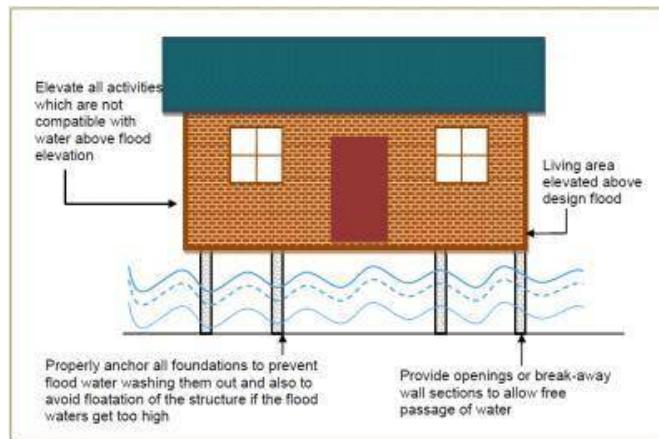 Elevate all activities
which are not
compatible with
water above flood
elevation
Living area
elevated above
design flood
Properly anchor all foundations to prevent
flood water washing them out and also to
avoid floatation of the structure if the flood
waters get too high
Provide openings or break-away
wall sections to allow free
passage of water